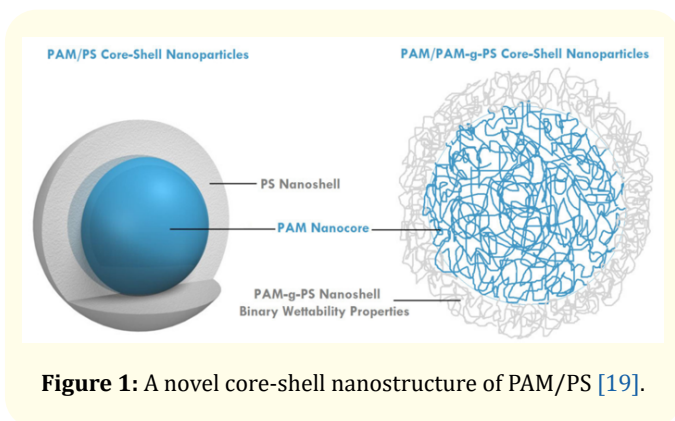 PAM/PS Core-Shell Nanoparticles
PAM/PAM-g-PS Core-Shell Nanoparticles
PS Nanoshell
PAM Nanocore
PAM-g-PS Nanoshell
Binary Wettability Properties
Figure 1: A novel core-shell nanostructure of PAM/PS [19].